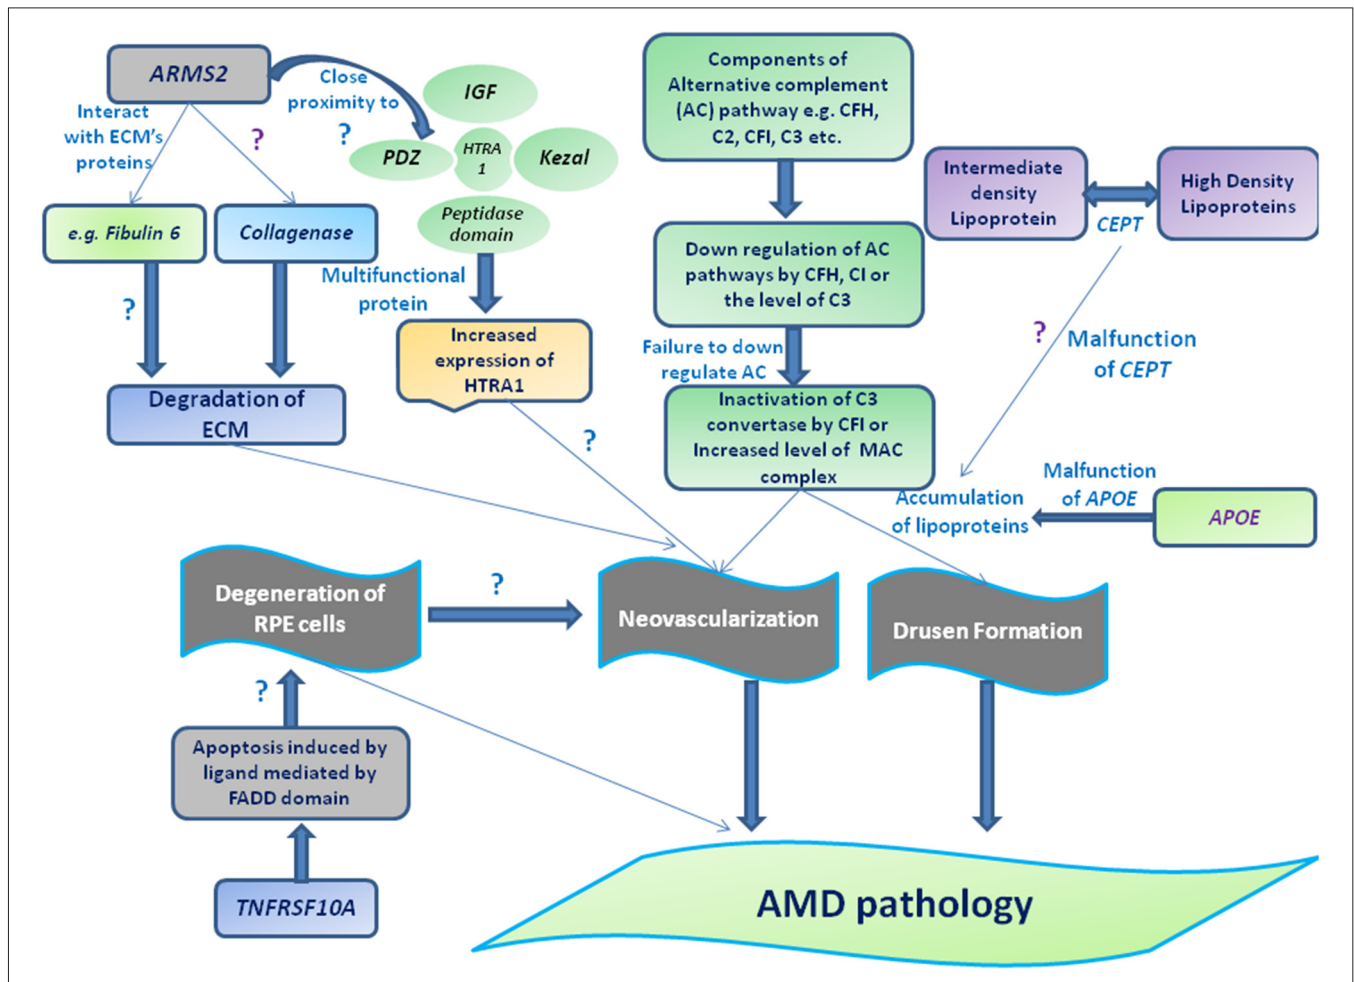 ARMS2
Close
proximity to
?
Interact
with ECM's
proteins
?
IGF
PDZ
HTRA
1
Kezal
Peptidase
domain
e.g. Fibulin 6
Collagenase
?
Multifunctional
protein
Increased
expression of
HTRA1
Degradation of
ECM
?
Components of
Alternative complement
(AC) pathway e.g. CFH,
C2, CFI, C3 etc.
Down regulation of AC
pathways by CFH, CI or
the level of C3
Failure to down
regulate AC
Inactivation of C3
convertase by CFI or
Increased level of MAC
complex
Intermediate
density
Lipoprotein
High Density
Lipoproteins
CEPT
?
Malfunction
of CEPT
Accumulation
of lipoproteins
Malfunction
of APOE
APOE
Degeneration of
RPE cells
?
Neovascularization
Drusen Formation
?
Apoptosis induced by
ligand mediated by
FADD domain
TNFRSF10A
AMD pathology